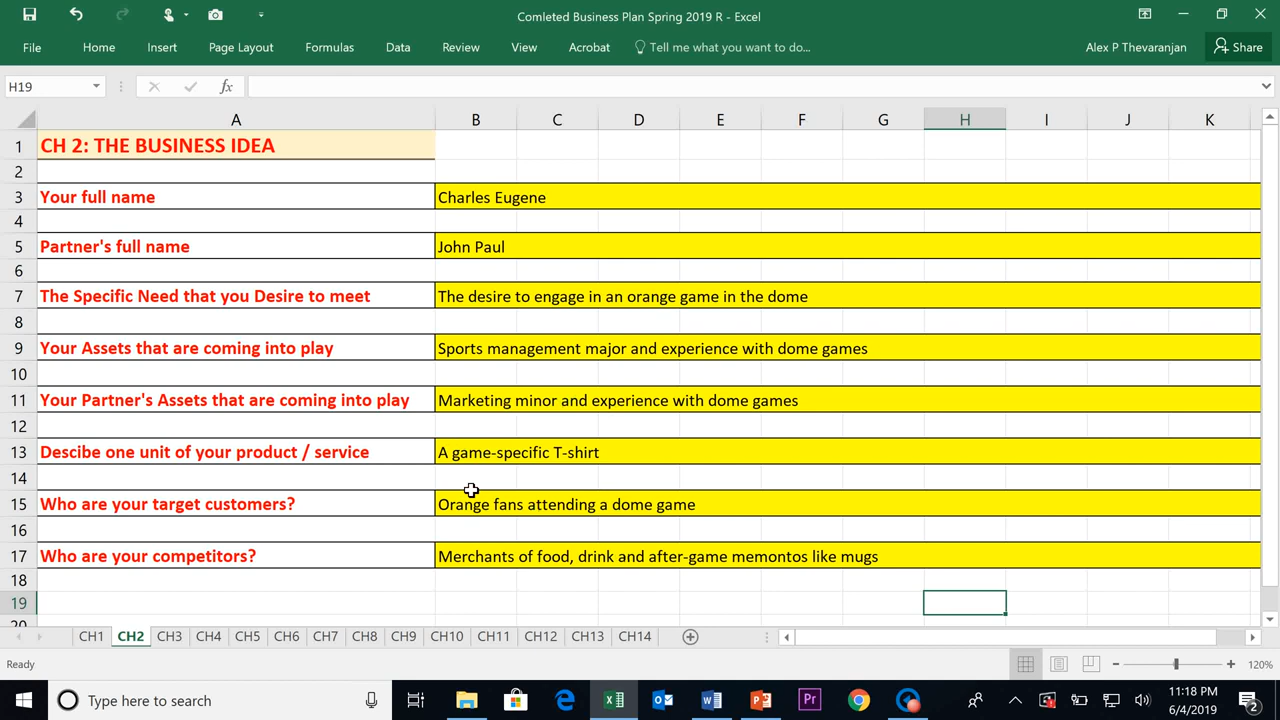 Comleted Business Plan Spring 2019 R - Excel
File Home Insert Page Layout Formulas Data Review View Acrobat Tell me what you want to do... Alex P Thevaranjan Share
H19 fx
A B C D E F G H I J K
1 CH 2: THE BUSINESS IDEA
2
3 Your full name Charles Eugene
4
5 Partner's full name John Paul
6
7 The Specific Need that you Desire to meet The desire to engage in an orange game in the dome
8
9 Your Assets that are coming into play Sports management major and experience with dome games
10
11 Your Partner's Assets that are coming into play Marketing minor and experience with dome games
12
13 Descibe one unit of your product / service A game-specific T-shirt
14
15 Who are your target customers? Orange fans attending a dome game
16
17 Who are your competitors? Merchants of food, drink and after-game memontos like mugs
18
19
20
CH1 CH2 CH3 CH4 CH5 CH6 CH7 CH8 CH9 CH10 CH11 CH12 CH13 CH14
Ready 120%
Type here to search Pr 11:18 PM
6/4/2019 2